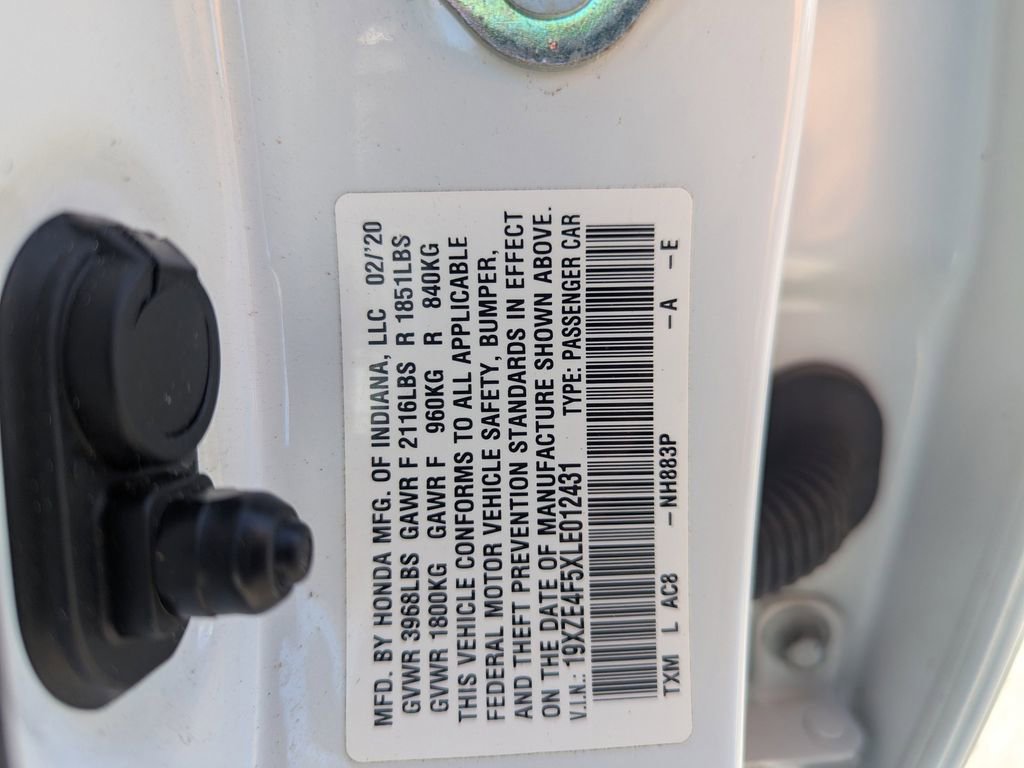 MFD. BY HONDA MFG. OF INDIANA, LLC 02/'20
GVWR 3968LBS GAWR F 2116LBS R 1851LBS
GVWR 1800KG GAWR F 960KG R 840KG
THIS VEHICLE CONFORMS TO ALL APPLICABLE
FEDERAL MOTOR VEHICLE SAFETY, BUMPER,
AND THEFT PREVENTION STANDARDS IN EFFECT
ON THE DATE OF MANUFACTURE SHOWN ABOVE.
V.I.N.: 19XZE4F5XLE012431 TYPE: PASSENGER CAR
TXM L AC8 -NH883P -A -E